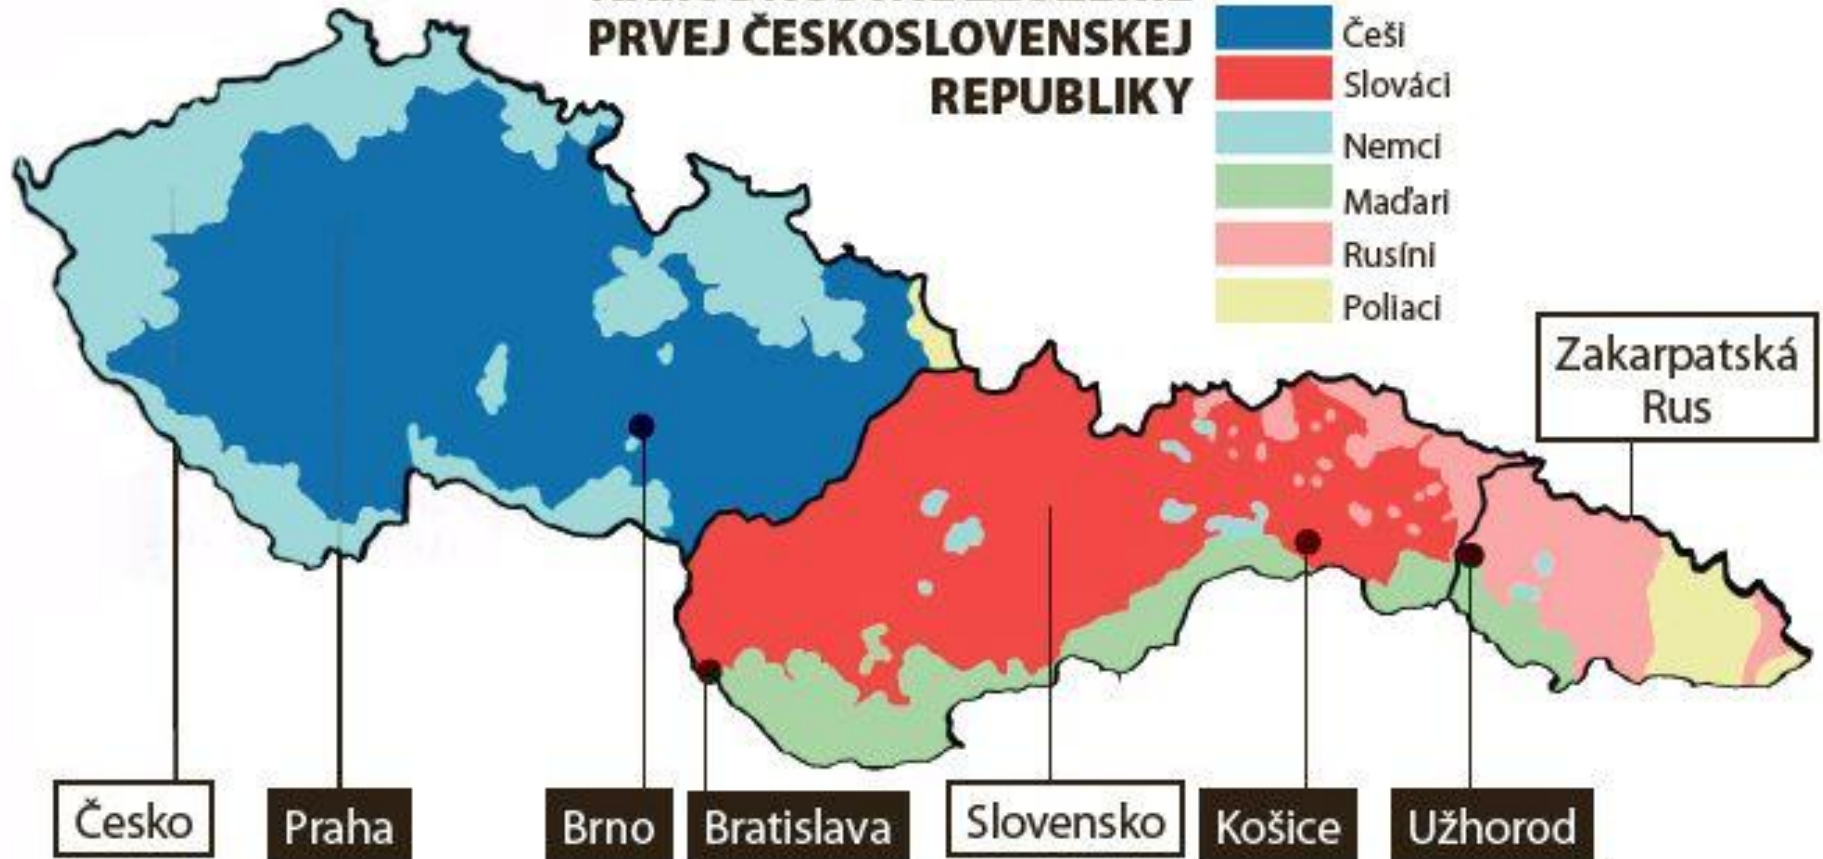 PRVEJ ČESKOSLOVENSKEJ
REPUBLIKY
Češi
Slováci
Nemci
Maďari
Rusíni
Poliaci
Zakarpatská
Rus
Česko
Praha
Brno
Bratislava
Slovensko
Košice
Užhorod